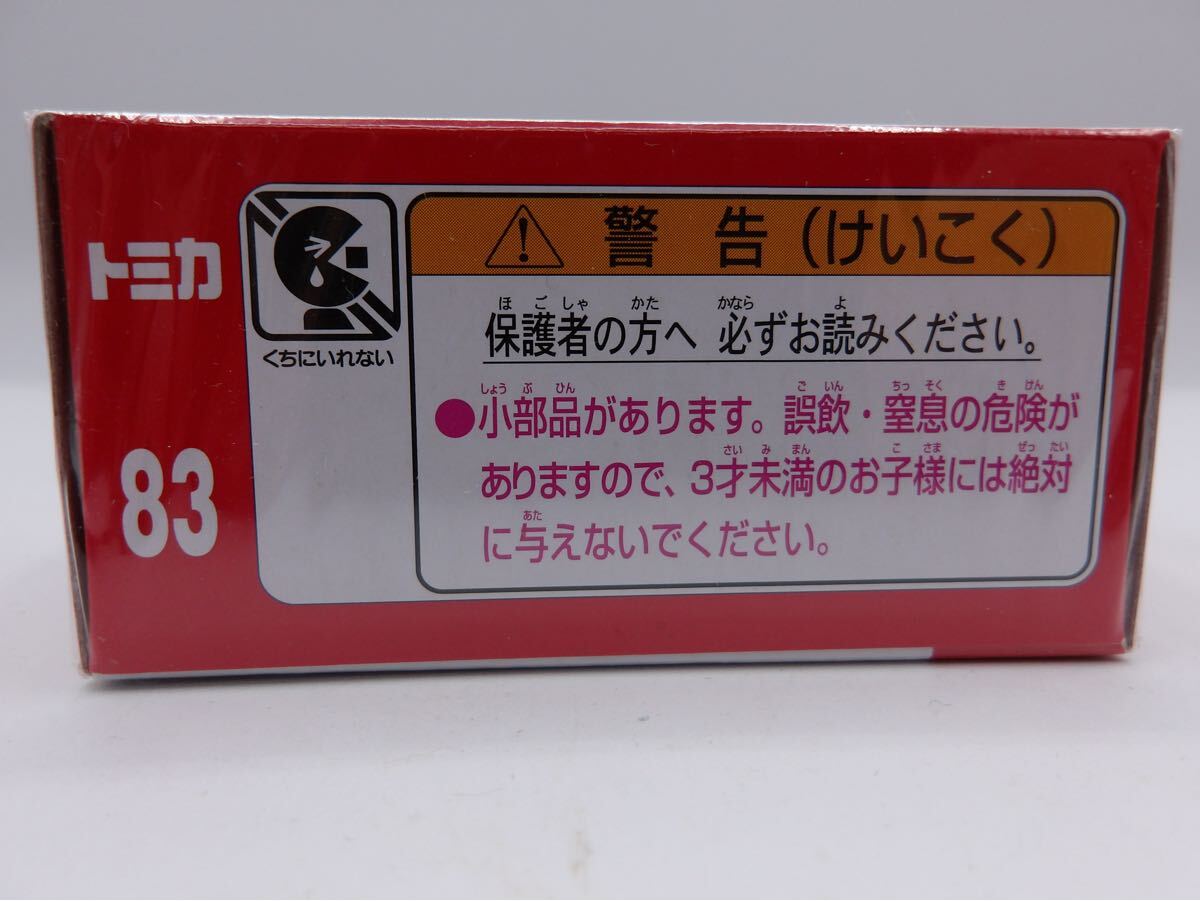 トミカ
83
くちにいれない
警告(けいこく)
ほごしゃ かた かなら よ
保護者の方へ 必ずお読みください。
しょうぶひん ごいん ちっそく きけん
●小部品があります。誤飲・窒息の危険が
さいみまん こさま ぜったい
ありますので、3才未満のお子様には絶対
あた
に与えないでください。